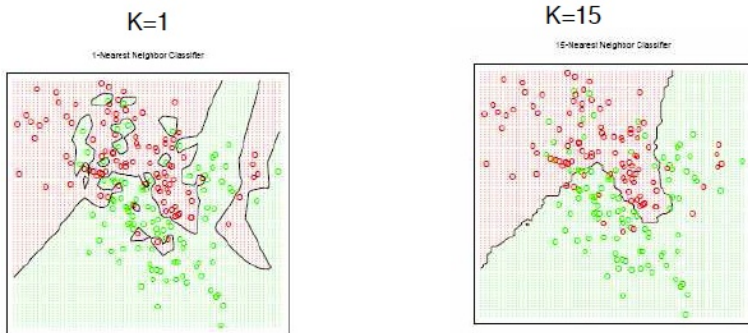 K=1
K=15
1-Nearest Neighbor Classifier
15-Nearest Neighbor Classifier